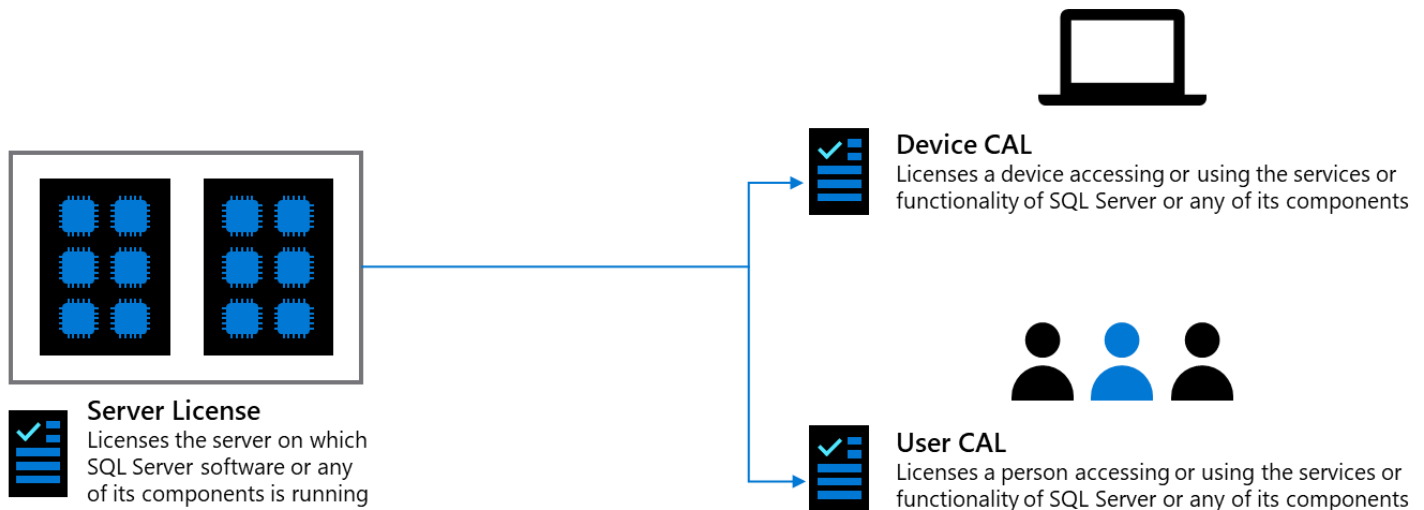 Device CAL
Licenses a device accessing or using the services or
functionality of SQL Server or any of its components
Server License
Licenses the server on which
SQL Server software or any
of its components is running
User CAL
Licenses a person accessing or using the services or
functionality of SQL Server or any of its components